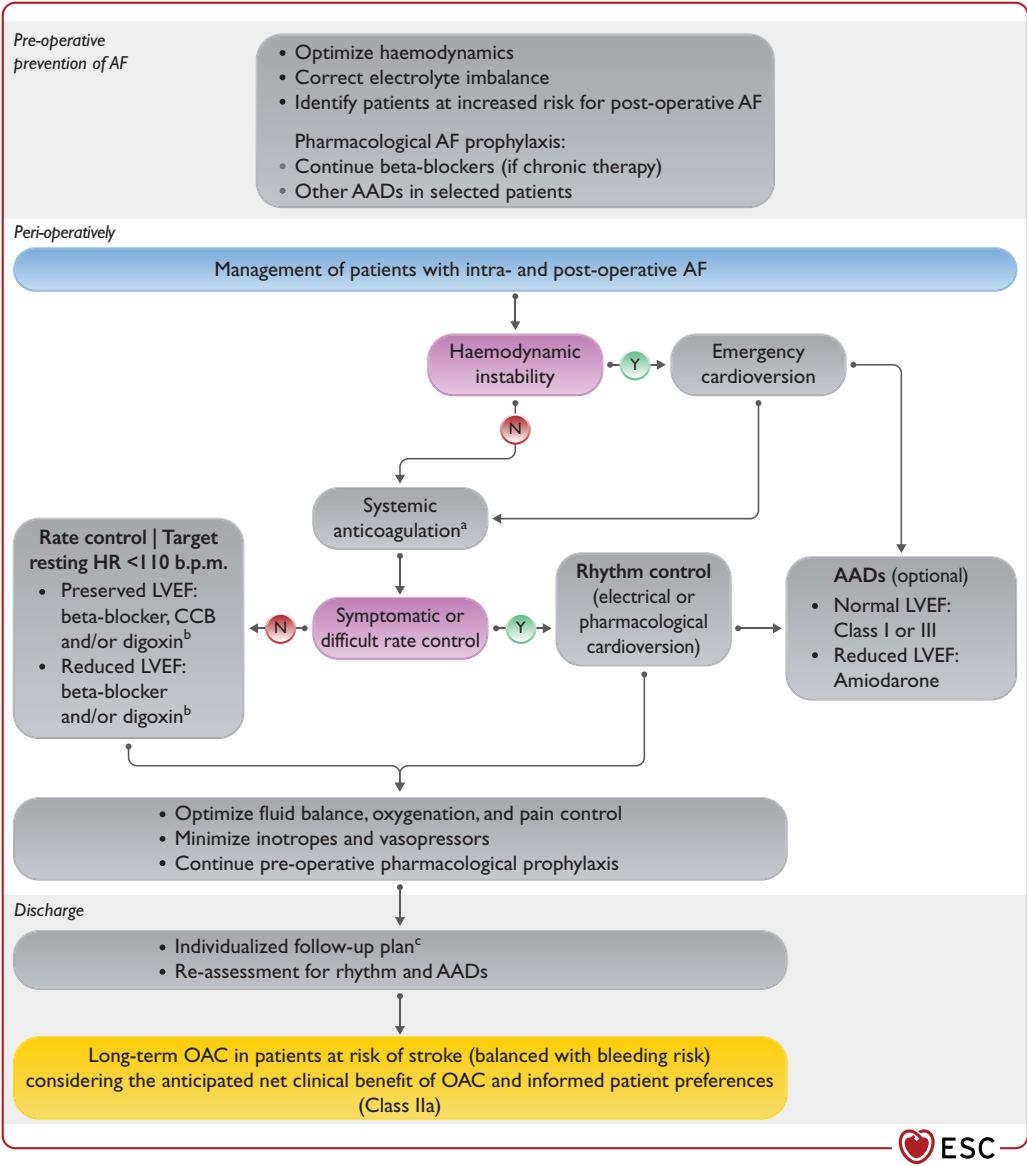 Pre-operative
prevention of AF
• Optimize haemodynamics
• Correct electrolyte imbalance
• Identify patients at increased risk for post-operative AF
Pharmacological AF prophylaxis:
• Continue beta-blockers (if chronic therapy)
• Other AADs in selected patients
Peri-operatively
Management of patients with intra- and post-operative AF
Haemodynamic
instability
Y
Emergency
cardioversion
N
Systemic
anticoagulationᵃ
Rate control | Target
resting HR <110 b.p.m.
• Preserved LVEF:
beta-blocker, CCB
and/or digoxinᵇ
• Reduced LVEF:
beta-blocker
and/or digoxinᵇ
N
Symptomatic or
difficult rate control
Y
Rhythm control
(electrical or
pharmacological
cardioversion)
AADs (optional)
• Normal LVEF:
Class I or III
• Reduced LVEF:
Amiodarone
• Optimize fluid balance, oxygenation, and pain control
• Minimize inotropes and vasopressors
• Continue pre-operative pharmacological prophylaxis
Discharge
• Individualized follow-up planᶜ
• Re-assessment for rhythm and AADs
Long-term OAC in patients at risk of stroke (balanced with bleeding risk)
considering the anticipated net clinical benefit of OAC and informed patient preferences
(Class IIa)
ESC